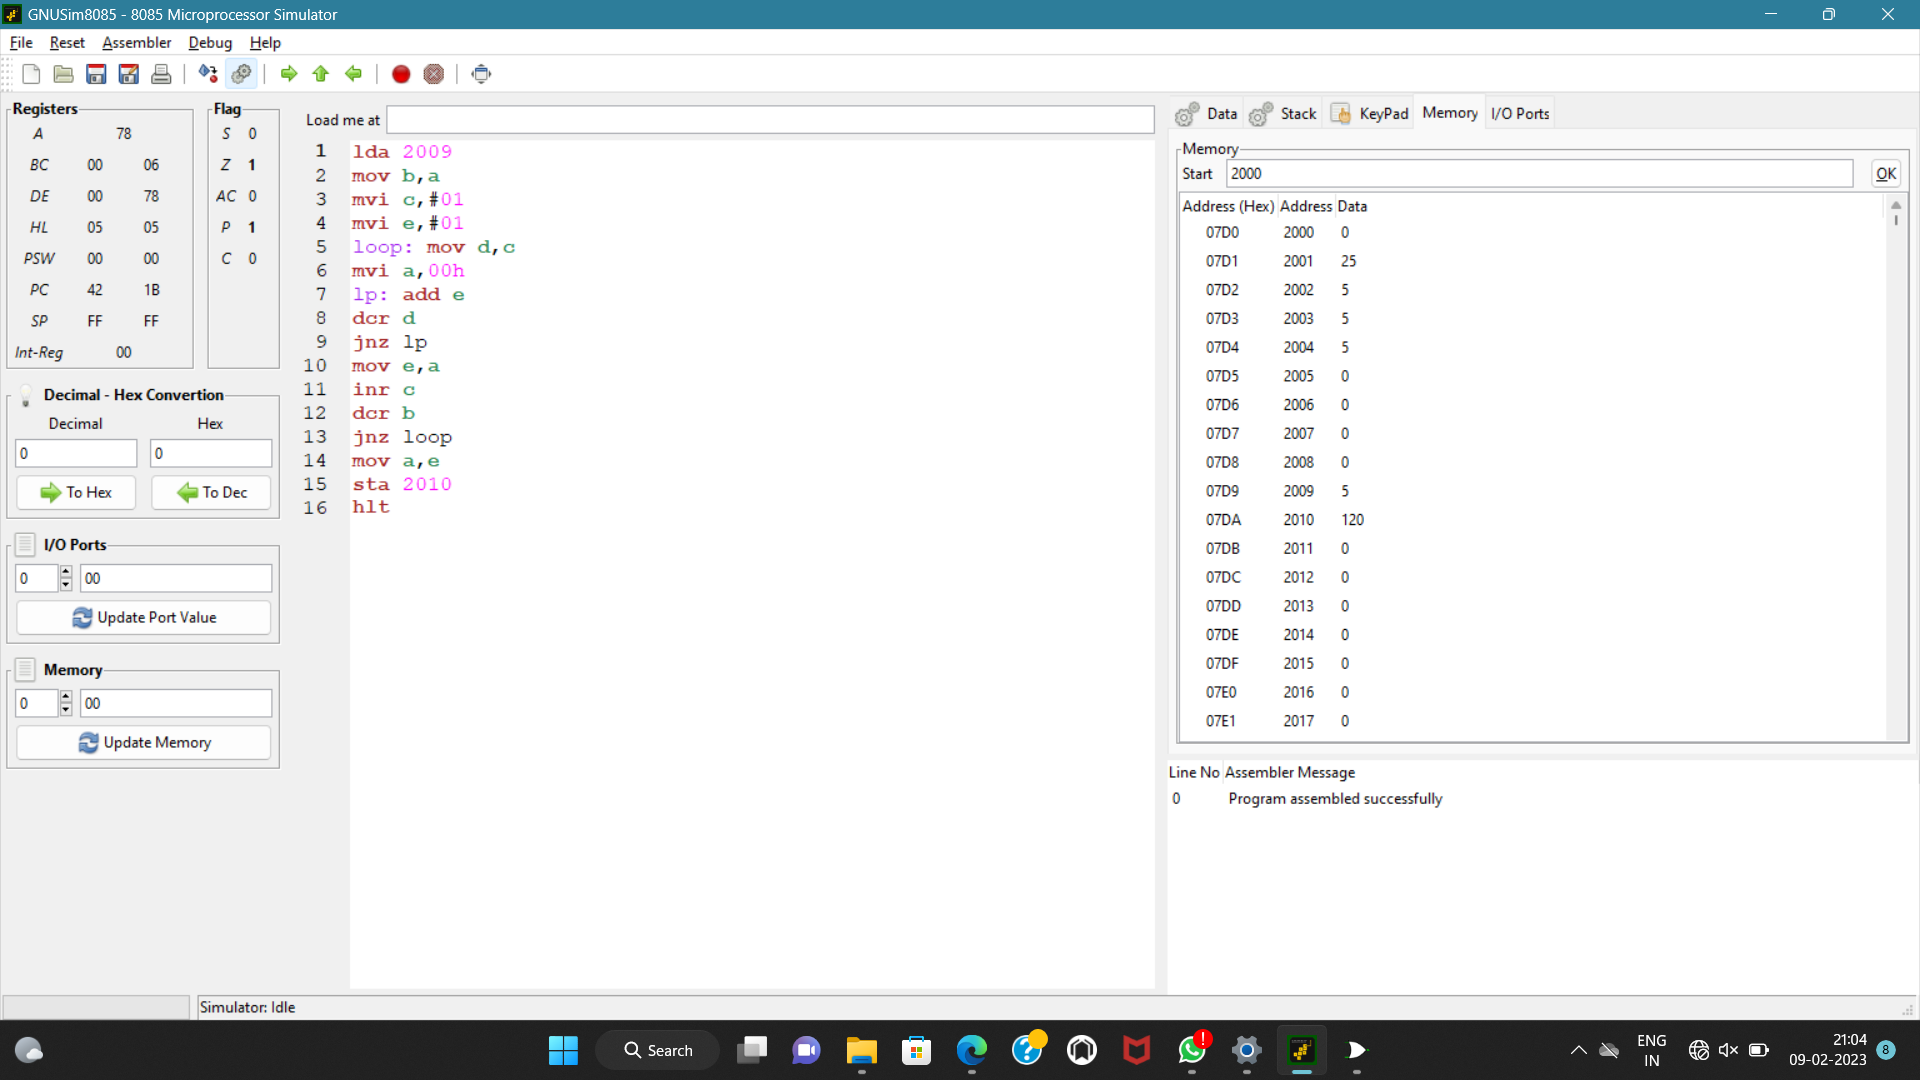 GNUSim8085 - 8085 Microprocessor Simulator
File Reset Assembler Debug Help
Registers
A 78
BC 00 06
DE 00 78
HL 05 05
PSW 00 00
PC 42 1B
SP FF FF
Int-Reg 00
Flag
S 0
Z 1
AC 0
P 1
C 0
Decimal - Hex Convertion
Decimal Hex
0 0
To Hex To Dec
I/O Ports
0 00
Update Port Value
Memory
0 00
Update Memory
Load me at
1 lda 2009
2 mov b,a
3 mvi c,#01
4 mvi e,#01
5 loop: mov d,c
6 mvi a,00h
7 lp: add e
8 dcr d
9 jnz lp
10 mov e,a
11 inr c
12 dcr b
13 jnz loop
14 mov a,e
15 sta 2010
16 hlt
Data Stack KeyPad Memory I/O Ports
Memory
Start 2000 OK
Address (Hex) Address Data
07D0 2000 0
07D1 2001 25
07D2 2002 5
07D3 2003 5
07D4 2004 5
07D5 2005 0
07D6 2006 0
07D7 2007 0
07D8 2008 0
07D9 2009 5
07DA 2010 120
07DB 2011 0
07DC 2012 0
07DD 2013 0
07DE 2014 0
07DF 2015 0
07E0 2016 0
07E1 2017 0
Line No Assembler Message
0 Program assembled successfully
Simulator: Idle
Search
ENG
IN
21:04
09-02-2023
8